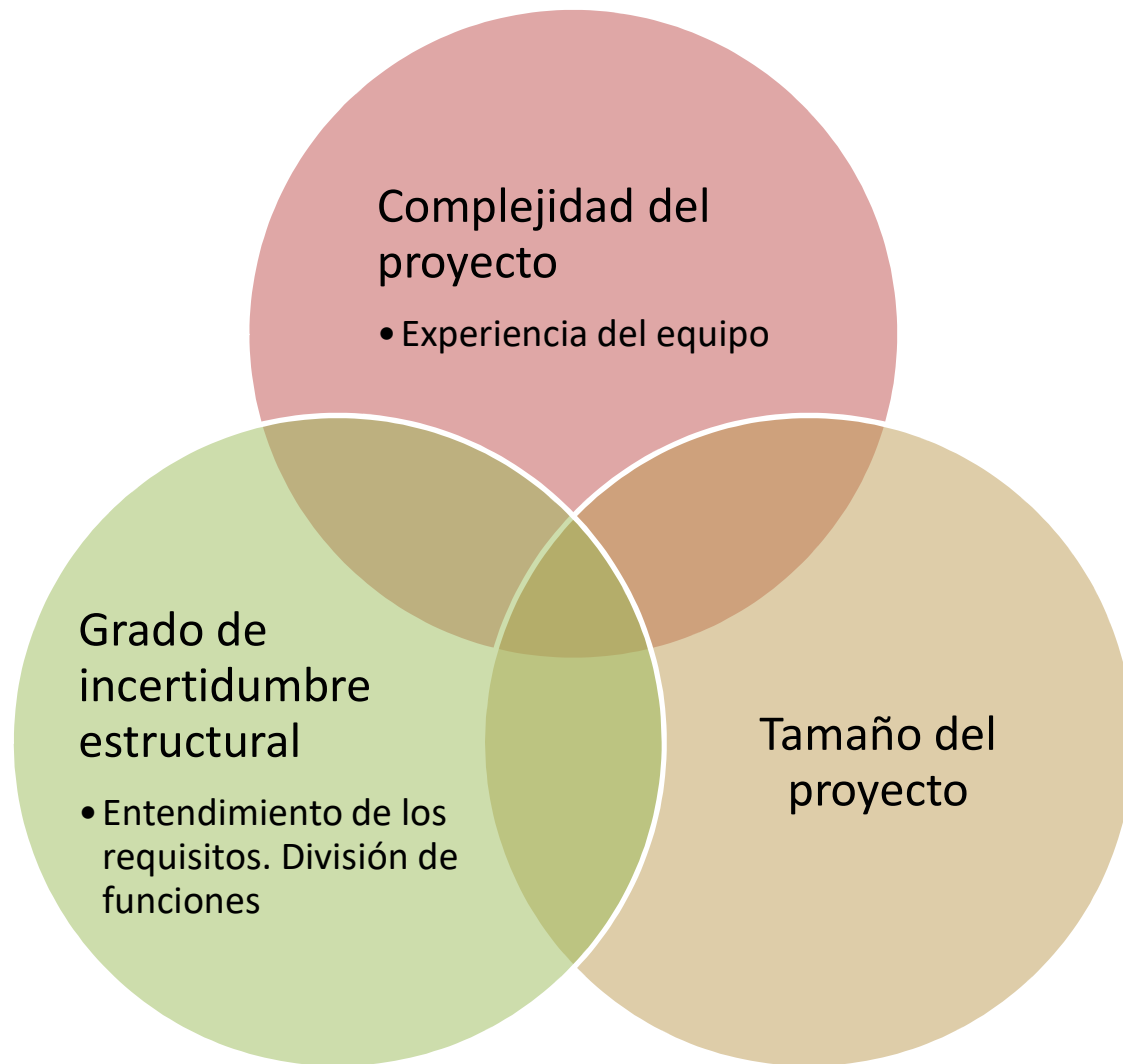 Complejidad del
proyecto
• Experiencia del equipo
Grado de
incertidumbre
estructural
• Entendimiento de los
requisitos. División de
funciones
Tamaño del
proyecto